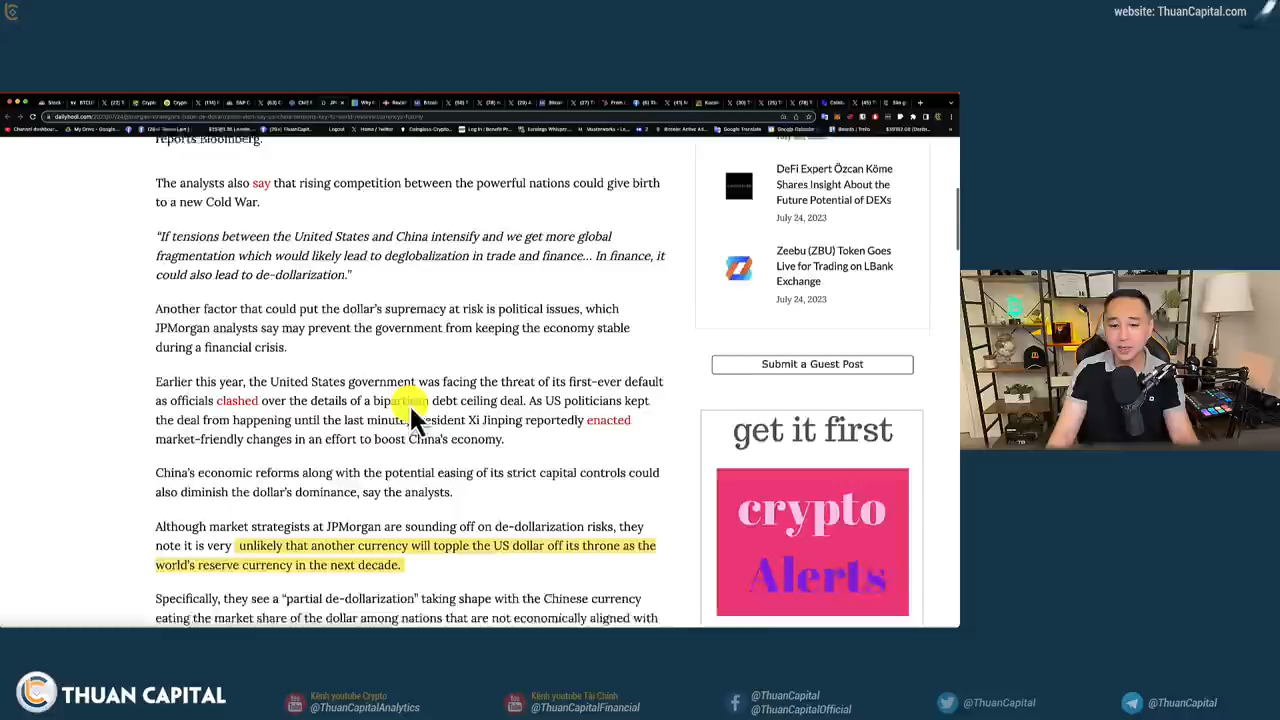 website: ThuanCapital.com
reports Bloomberg.
The analysts also say that rising competition between the powerful nations could give birth
to a new Cold War.
“If tensions between the United States and China intensify and we get more global
fragmentation which would likely lead to deglobalization in trade and finance... In finance, it
could also lead to de-dollarization.”
Another factor that could put the dollar’s supremacy at risk is political issues, which
JPMorgan analysts say may prevent the government from keeping the economy stable
during a financial crisis.
Earlier this year, the United States government was facing the threat of its first-ever default
as officials clashed over the details of a bipartisan debt ceiling deal. As US politicians kept
the deal from happening until the last minute, President Xi Jinping reportedly enacted
market-friendly changes in an effort to boost China’s economy.
China’s economic reforms along with the potential easing of its strict capital controls could
also diminish the dollar’s dominance, say the analysts.
Although market strategists at JPMorgan are sounding off on de-dollarization risks, they
note it is very unlikely that another currency will topple the US dollar off its throne as the
world’s reserve currency in the next decade.
Specifically, they see a “partial de-dollarization” taking shape with the Chinese currency
eating the market share of the dollar among nations that are not economically aligned with
DeFi Expert Özcan Köme
Shares Insight About the
Future Potential of DEXs
July 24, 2023
Zeebu (ZBU) Token Goes
Live for Trading on LBank
Exchange
July 24, 2023
Submit a Guest Post
get it first
crypto
Alerts
THUAN CAPITAL
Kênh youtube Crypto
@ThuanCapitalAnalytics
Kênh youtube Tài Chính
@ThuanCapitalFinancial
@ThuanCapital
@ThuanCapitalOfficial
@ThuanCapital
@ThuanCapital